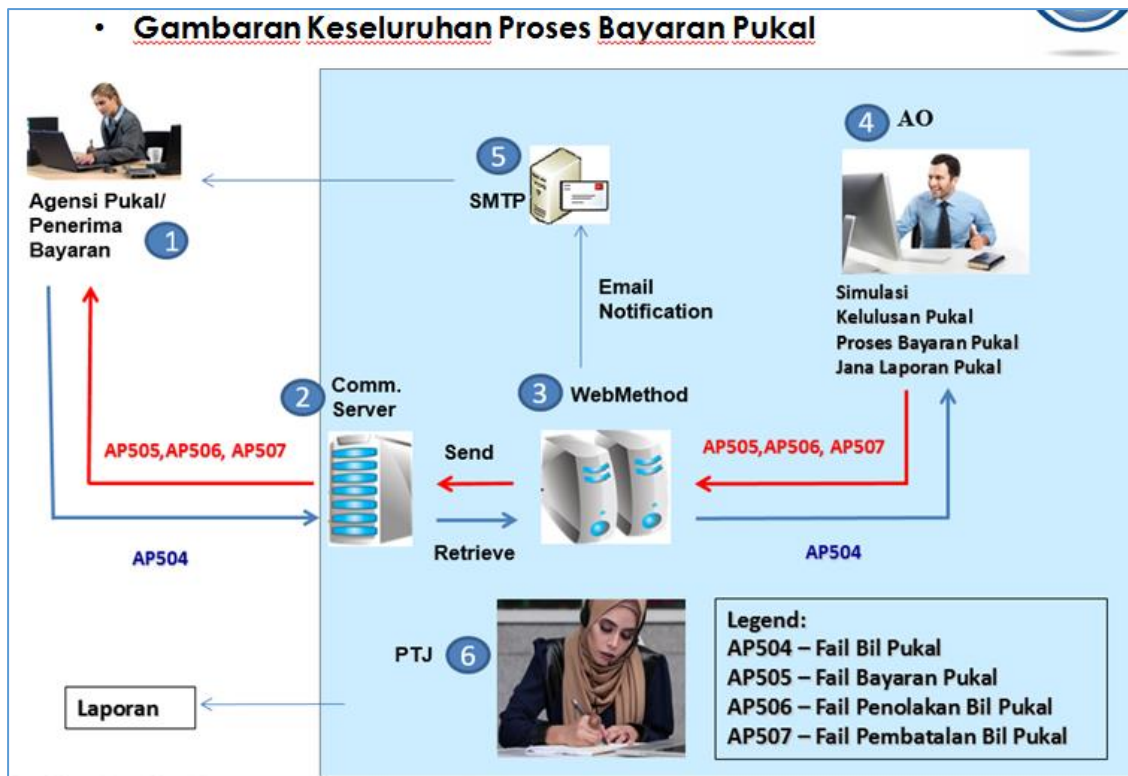 • Gambaran Keseluruhan Proses Bayaran Pukal
4 AO
5
SMTP
Agensi Pukal/
Penerima
Bayaran
1
Email
Notification
Simulasi
Kelulusan Pukal
Proses Bayaran Pukal
Jana Laporan Pukal
2 Comm.
Server
3 WebMethod
AP505,AP506, AP507
Send
AP505,AP506, AP507
Retrieve
AP504
AP504
PTJ 6
Legend:
AP504 – Fail Bil Pukal
AP505 – Fail Bayaran Pukal
AP506 – Fail Penolakan Bil Pukal
AP507 – Fail Pembatalan Bil Pukal
Laporan